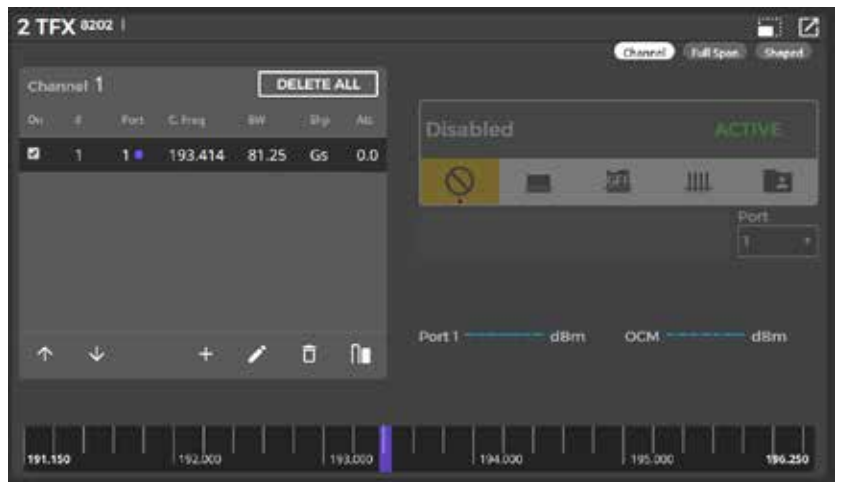 2 TFX 8202
Channel Full Span Shaped
Channel 1 DELETE ALL
On # Port C. Freq BW Shp Att
1 1 193.414 81.25 Gs 0.0
Disabled ACTIVE
Port
1
Port 1 dBm OCM dBm
191.150 192.000 193.000 194.000 195.000 196.250